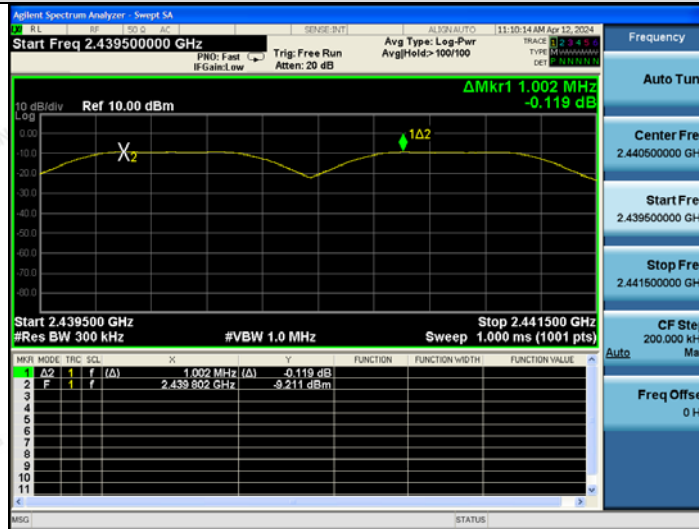 Agilent Spectrum Analyzer - Swept SA
RL RF 50 Ω AC SENSE:INT ALIGN AUTO 11:10:14 AM Apr 12, 2024
Start Freq 2.439500000 GHz
PNO: Fast
IFGain:Low
Trig: Free Run
Atten: 20 dB
Avg Type: Log-Pwr
Avg|Hold:> 100/100
TRACE 1 2 3 4 5 6
TYPE
DET P N N N N N
ΔMkr1 1.002 MHz
-0.119 dB
10 dB/div Ref 10.00 dBm
Log
0.00
-10.0
-20.0
-30.0
-40.0
-50.0
-60.0
-70.0
-80.0
1Δ2
X2
Start 2.439500 GHz Stop 2.441500 GHz
#Res BW 300 kHz #VBW 1.0 MHz Sweep 1.000 ms (1001 pts)
MKR MODE TRC SCL X Y FUNCTION FUNCTION WIDTH FUNCTION VALUE
1 Δ2 1 f (Δ) 1.002 MHz (Δ) -0.119 dB
2 F 1 f 2.439 802 GHz -9.211 dBm
3
4
5
6
7
8
9
10
11
MSG STATUS
Frequency
Auto Tun
Center Fre
2.440500000 GH
Start Fre
2.439500000 GH
Stop Fre
2.441500000 GH
CF Ste
200.000 kH
Auto Ma
Freq Offse
0 H